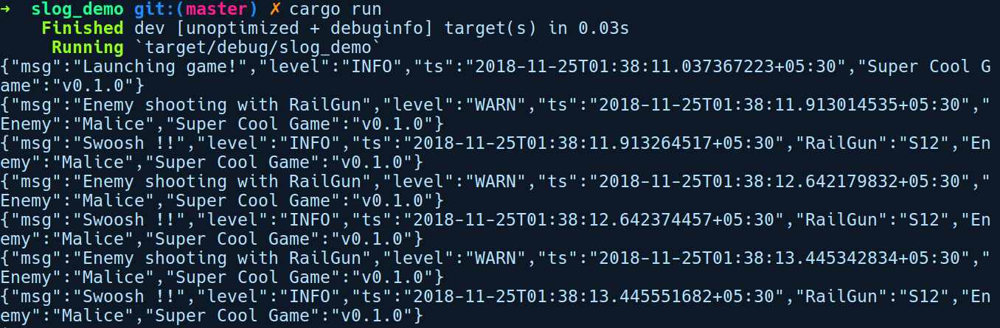 → slog_demo git:(master) ✗ cargo run
Finished dev [unoptimized + debuginfo] target(s) in 0.03s
Running `target/debug/slog_demo`
{"msg":"Launching game!","level":"INFO","ts":"2018-11-25T01:38:11.037367223+05:30","Super Cool G
ame":"v0.1.0"}
{"msg":"Enemy shooting with RailGun","level":"WARN","ts":"2018-11-25T01:38:11.913014535+05:30","
Enemy":"Malice","Super Cool Game":"v0.1.0"}
{"msg":"Swoosh !!","level":"INFO","ts":"2018-11-25T01:38:11.913264517+05:30","RailGun":"S12","En
emy":"Malice","Super Cool Game":"v0.1.0"}
{"msg":"Enemy shooting with RailGun","level":"WARN","ts":"2018-11-25T01:38:12.642179832+05:30","
Enemy":"Malice","Super Cool Game":"v0.1.0"}
{"msg":"Swoosh !!","level":"INFO","ts":"2018-11-25T01:38:12.642374457+05:30","RailGun":"S12","En
emy":"Malice","Super Cool Game":"v0.1.0"}
{"msg":"Enemy shooting with RailGun","level":"WARN","ts":"2018-11-25T01:38:13.445342834+05:30","
Enemy":"Malice","Super Cool Game":"v0.1.0"}
{"msg":"Swoosh !!","level":"INFO","ts":"2018-11-25T01:38:13.445551682+05:30","RailGun":"S12","En
emy":"Malice","Super Cool Game":"v0.1.0"}